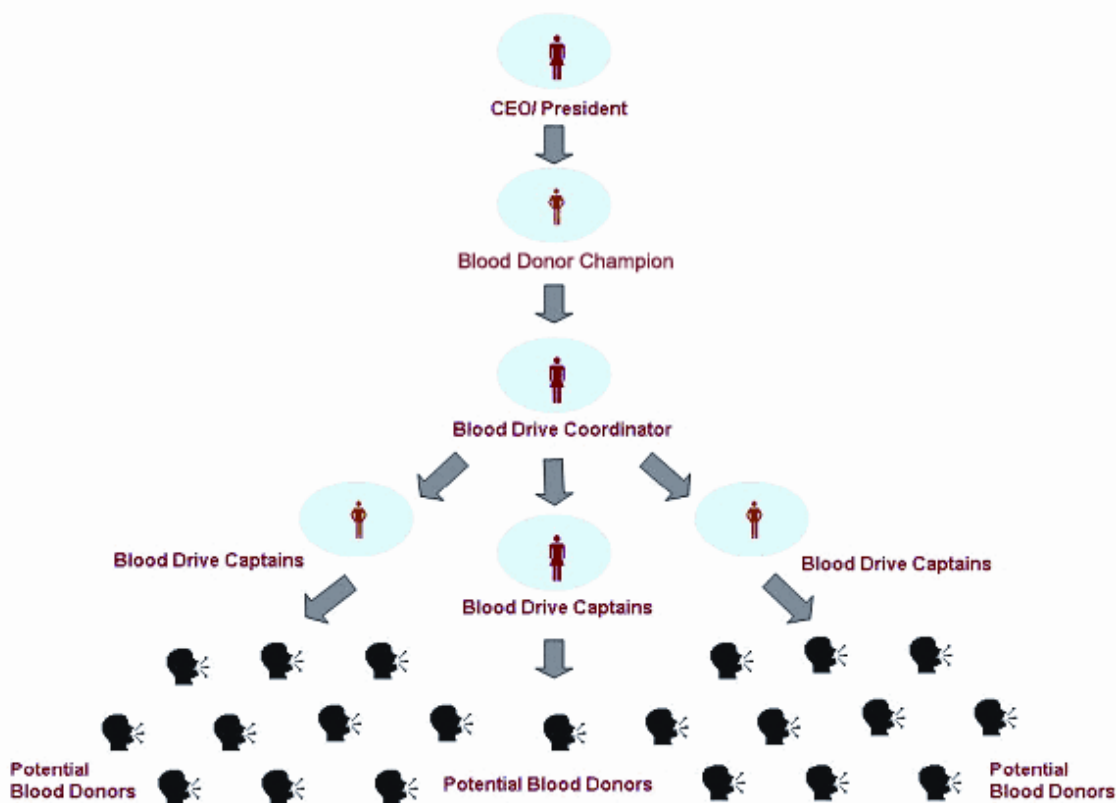 CEO/ President
Blood Donor Champion
Blood Drive Coordinator
Blood Drive Captains
Blood Drive Captains
Blood Drive Captains
Potential
Blood Donors
Potential Blood Donors
Potential
Blood Donors